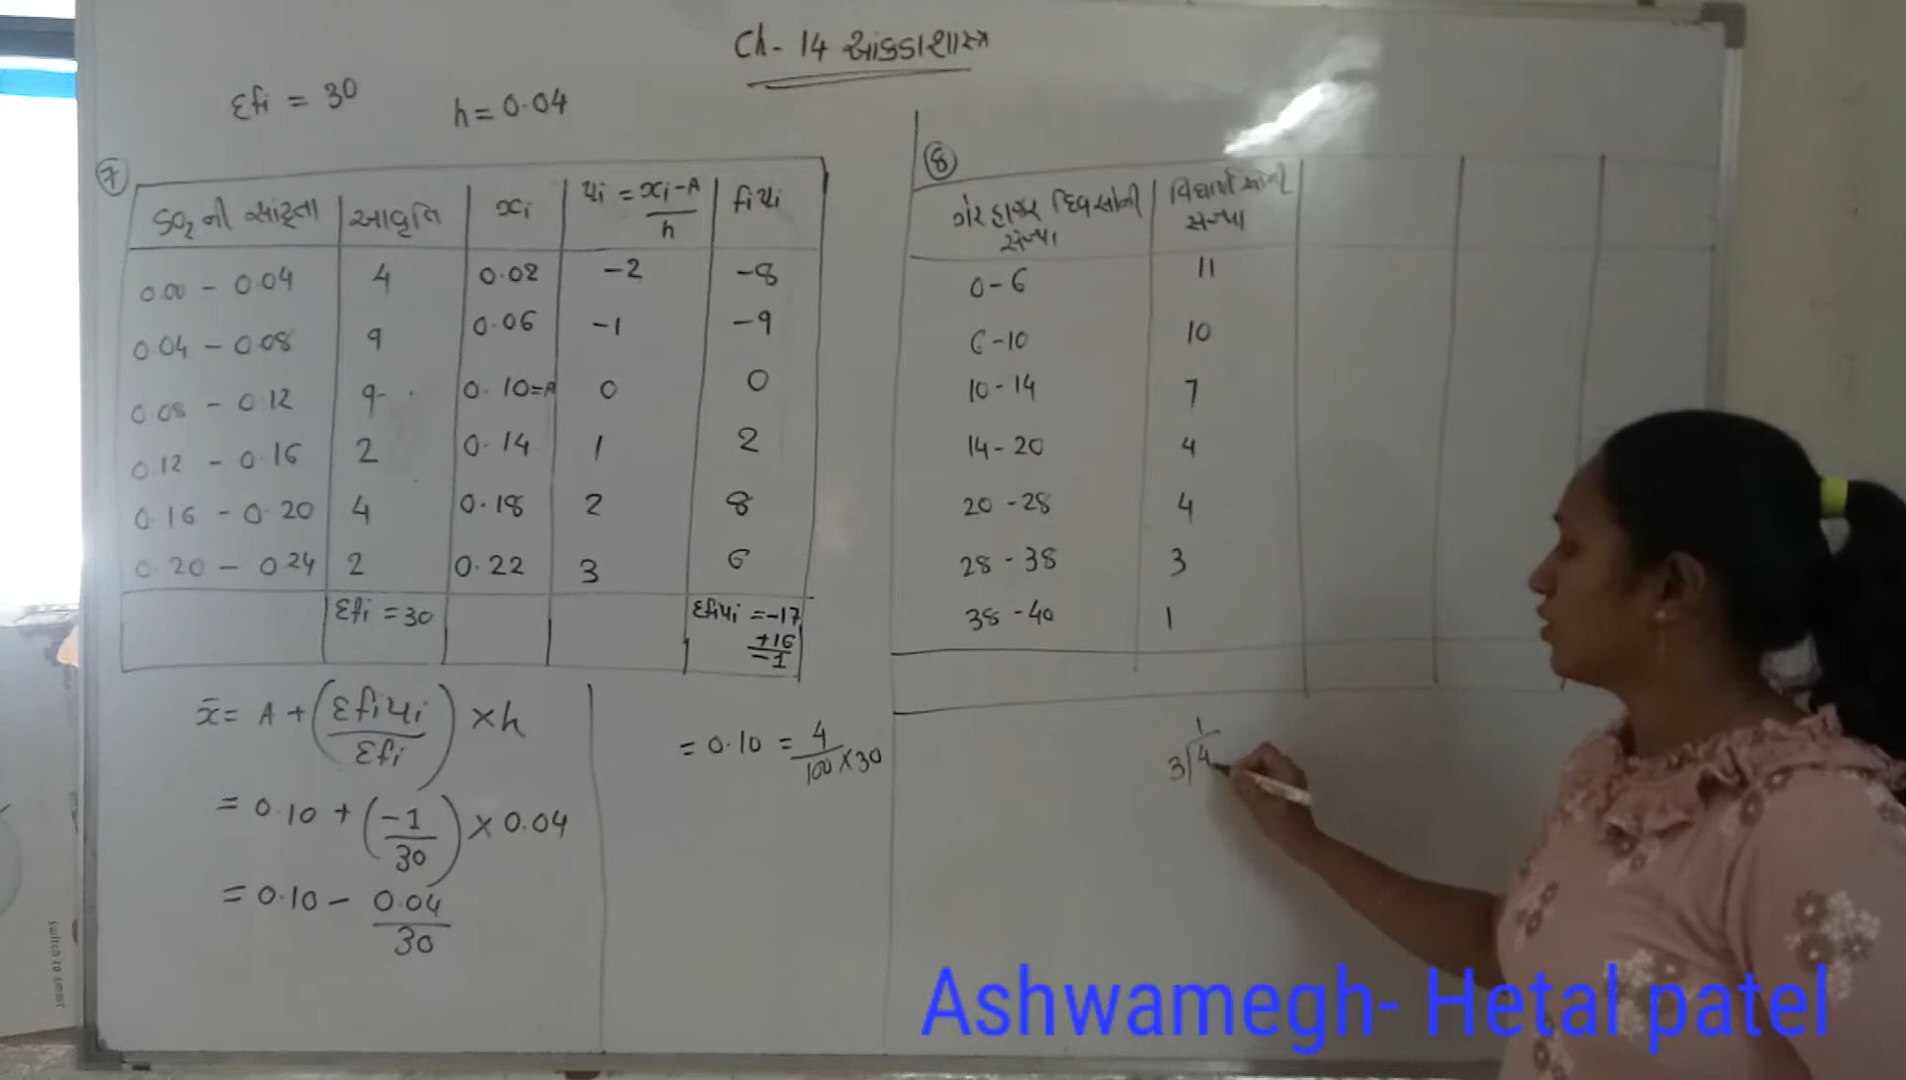 Ch- 14 આંકડાશાસ્ત્ર
Σfi = 30
h = 0.04
7
SO₂ ની સાંદ્રતા | આવૃત્તિ | xi | ui = xi-A / h | fiui
0.00 - 0.04 | 4 | 0.02 | -2 | -8
0.04 - 0.08 | 9 | 0.06 | -1 | -9
0.08 - 0.12 | 9 | 0.10=A | 0 | 0
0.12 - 0.16 | 2 | 0.14 | 1 | 2
0.16 - 0.20 | 4 | 0.18 | 2 | 8
0.20 - 0.24 | 2 | 0.22 | 3 | 6
Σfi = 30 | Σfiui = -17
+16
-1
x̄ = A + (Σfiui / Σfi) × h
= 0.10 + (-1 / 30) × 0.04
= 0.10 - 0.04 / 30
= 0.10 = 4 / 100 × 30
8
ગેર હાજર દિવસોની સંખ્યા | વિદ્યાર્થીઓની સંખ્યા
0-6 | 11
6-10 | 10
10-14 | 7
14-20 | 4
20-28 | 4
28-38 | 3
38-40 | 1
1
3 4
Ashwamegh- Hetal patel